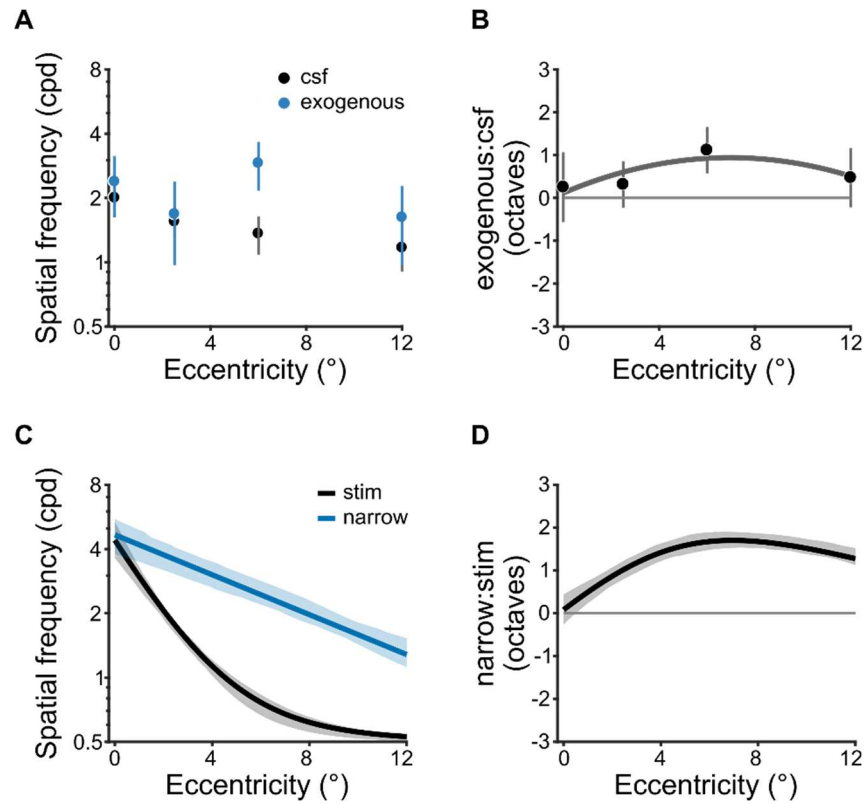 A
Spatial frequency (cpd)
8
4
2
1
0.5
csf
exogenous
0
4
8
12
Eccentricity (°)
B
exogenous:csf
(octaves)
3
2
1
0
-1
-2
-3
0
4
8
12
Eccentricity (°)
C
Spatial frequency (cpd)
8
4
2
1
0.5
stim
narrow
0
4
8
12
Eccentricity (°)
D
narrow:stim
(octaves)
3
2
1
0
-1
-2
-3
0
4
8
12
Eccentricity (°)